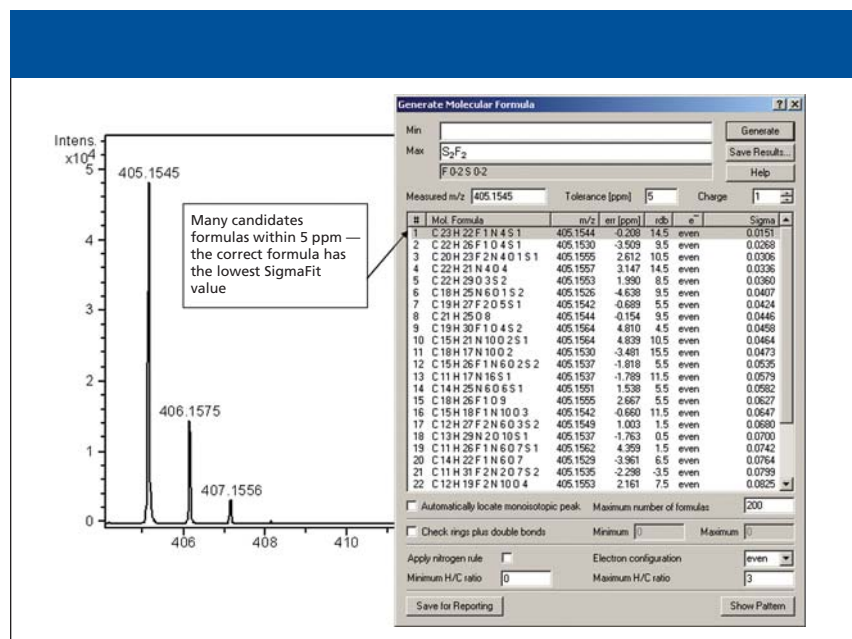 Intens.
x10⁴
5
4
3
2
1
0
405.1545
406.1575
407.1556
406
408
410
Many candidates
formulas within 5 ppm —
the correct formula has
the lowest SigmaFit
value
Generate Molecular Formula
Min
Generate
Max S₂F₂
Save Results...
F 0-2 S 0-2
Help
Measured m/z 405.1545 Tolerance [ppm] 5 Charge 1
# Mol. Formula m/z err [ppm] rdb e⁻ Sigma
1 C 23 H 22 F 1 N 4 S 1 405.1544 -0.208 14.5 even 0.0151
2 C 22 H 26 F 1 O 4 S 1 405.1530 -3.509 9.5 even 0.0268
3 C 20 H 23 F 2 N 4 O 1 S 1 405.1555 2.612 10.5 even 0.0306
4 C 22 H 21 N 4 O 4 405.1557 3.147 14.5 even 0.0336
5 C 22 H 29 O 3 S 2 405.1553 1.990 8.5 even 0.0360
6 C 18 H 25 N 6 O 1 S 2 405.1526 -4.638 9.5 even 0.0407
7 C 19 H 27 F 2 O 5 S 1 405.1542 -0.689 5.5 even 0.0424
8 C 21 H 25 O 8 405.1544 -0.154 9.5 even 0.0446
9 C 19 H 30 F 1 O 4 S 2 405.1564 4.810 4.5 even 0.0458
10 C 15 H 21 N 10 O 2 S 1 405.1564 4.839 10.5 even 0.0464
11 C 18 H 17 N 10 O 2 405.1530 -3.481 15.5 even 0.0473
12 C 15 H 26 F 1 N 6 O 2 S 2 405.1537 -1.818 5.5 even 0.0535
13 C 11 H 17 N 16 S 1 405.1537 -1.789 11.5 even 0.0579
14 C 14 H 25 N 6 O 6 S 1 405.1551 1.538 5.5 even 0.0582
15 C 18 H 26 F 1 O 9 405.1555 2.667 5.5 even 0.0627
16 C 15 H 18 F 1 N 10 O 3 405.1542 -0.660 11.5 even 0.0647
17 C 12 H 27 F 2 N 6 O 3 S 2 405.1549 1.003 1.5 even 0.0680
18 C 13 H 29 N 2 O 10 S 1 405.1537 -1.763 0.5 even 0.0700
19 C 11 H 26 F 1 N 6 O 7 S 1 405.1562 4.359 1.5 even 0.0742
20 C 14 H 22 F 1 N 6 O 7 405.1529 -3.961 6.5 even 0.0764
21 C 11 H 31 F 2 N 2 O 7 S 2 405.1535 -2.298 -3.5 even 0.0799
22 C 12 H 19 F 2 N 10 O 4 405.1553 2.161 7.5 even 0.0825
Automatically locate monoisotopic peak Maximum number of formulas 200
Check rings plus double bonds Minimum 0 Maximum 0
Apply nitrogen rule Electron configuration even
Minimum H/C ratio 0 Maximum H/C ratio 3
Save for Reporting Show Pattern